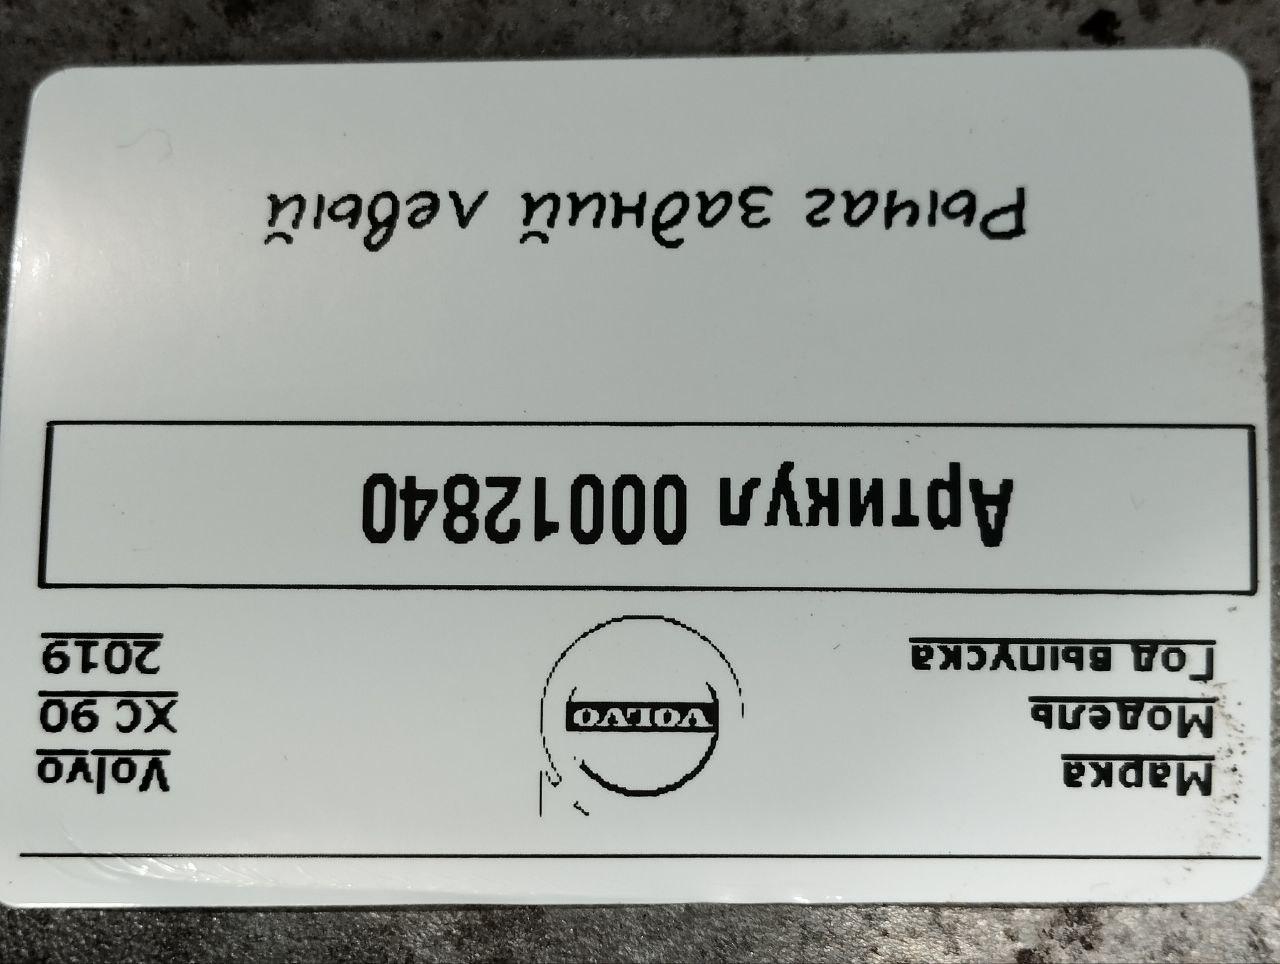 Марка Volvo
Модель XC 90
Год выпуска 2019
VOLVO
Артикул 00012840
Рычаг задний левый